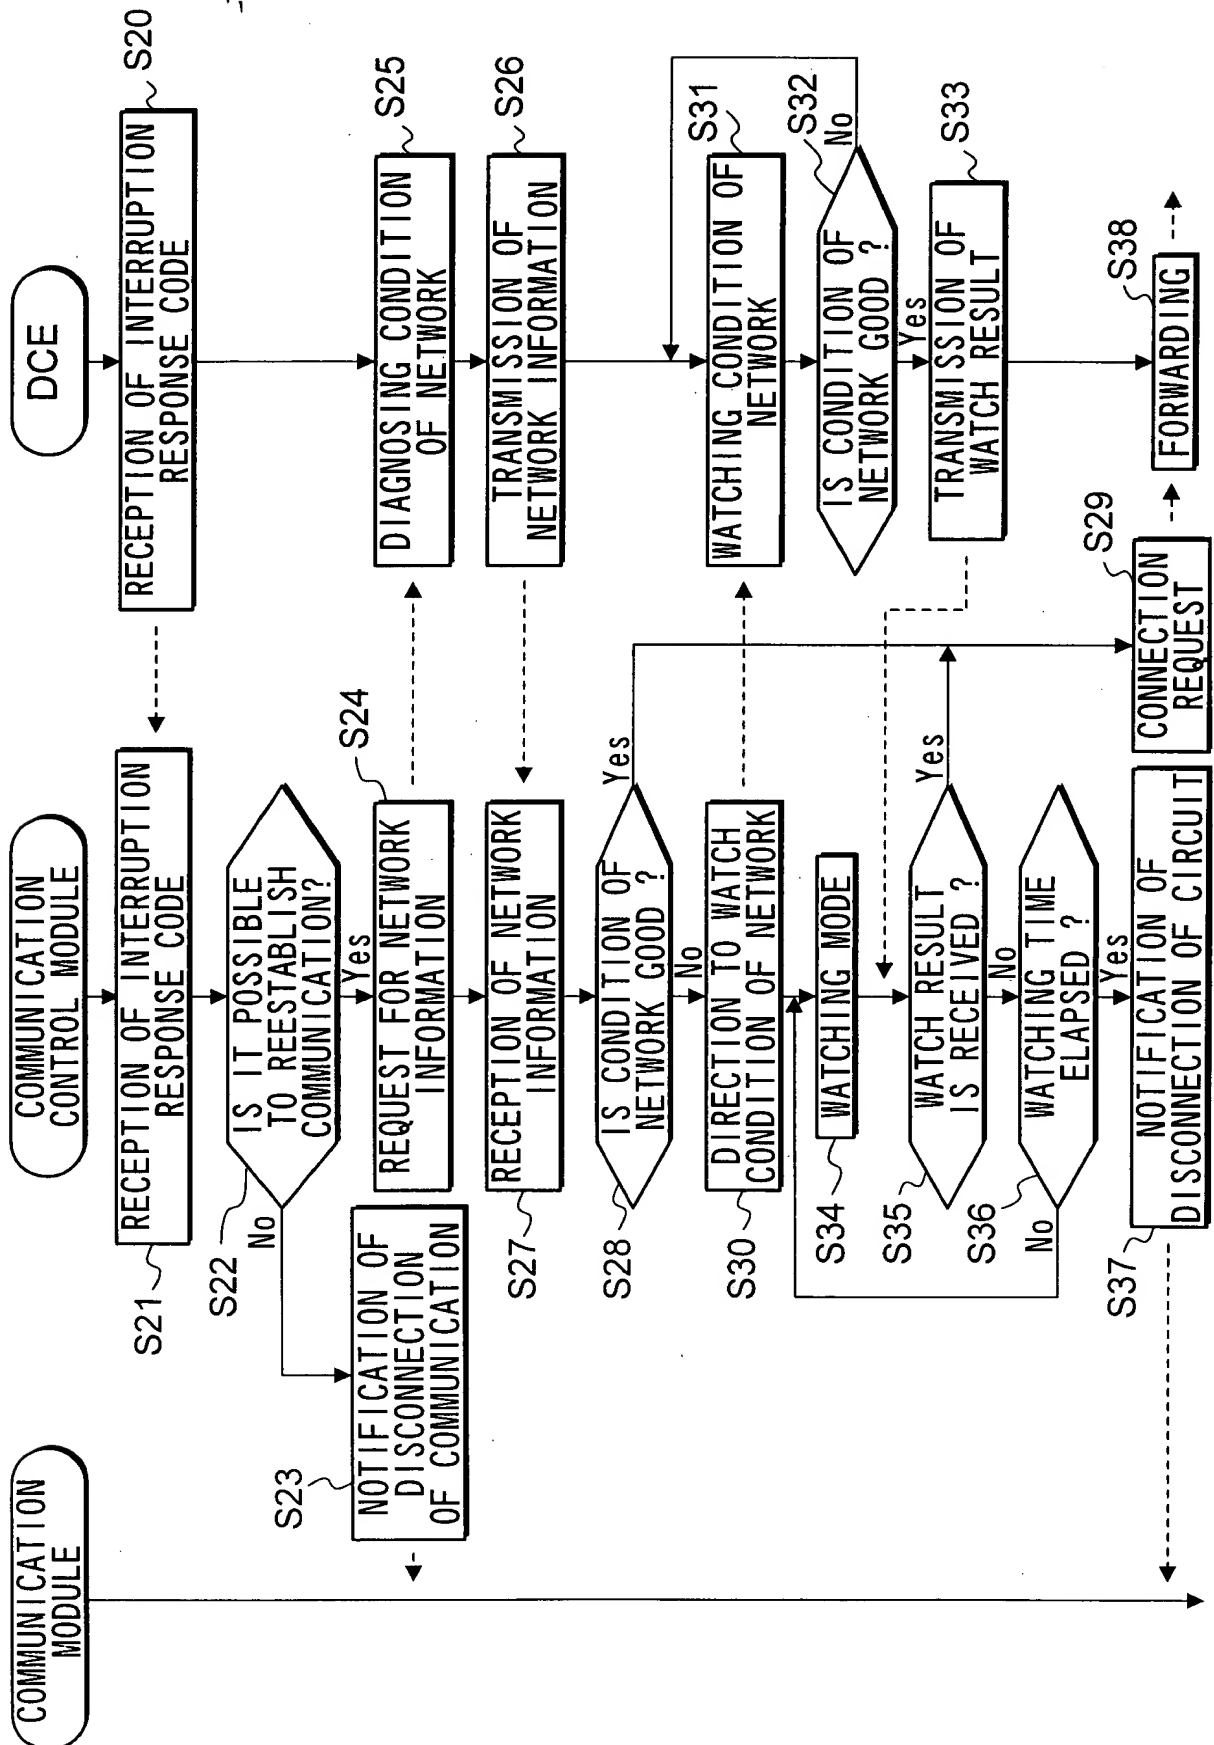 COMMUNICATION
MODULE
COMMUNICATION
CONTROL MODULE
DCE
RECEPTION OF INTERRUPTION
RESPONSE CODE
S20
RECEPTION OF INTERRUPTION
RESPONSE CODE
S21
IS IT POSSIBLE
TO REESTABLISH
COMMUNICATION?
S22
No
Yes
NOTIFICATION OF
DISCONNECTION
OF COMMUNICATION
S23
REQUEST FOR NETWORK
INFORMATION
S24
DIAGNOSING CONDITION
OF NETWORK
S25
TRANSMISSION OF
NETWORK INFORMATION
S26
RECEPTION OF NETWORK
INFORMATION
S27
IS CONDITION OF
NETWORK GOOD ?
S28
Yes
No
DIRECTION TO WATCH
CONDITION OF NETWORK
S30
WATCHING CONDITION OF
NETWORK
S31
IS CONDITION OF
NETWORK GOOD ?
S32
No
Yes
WATCHING MODE
S34
TRANSMISSION OF
WATCH RESULT
S33
WATCH RESULT
IS RECEIVED ?
S35
Yes
No
WATCHING TIME
ELAPSED ?
S36
No
Yes
NOTIFICATION OF
DISCONNECTION OF CIRCUIT
S37
CONNECTION
REQUEST
S29
FORWARDING
S38